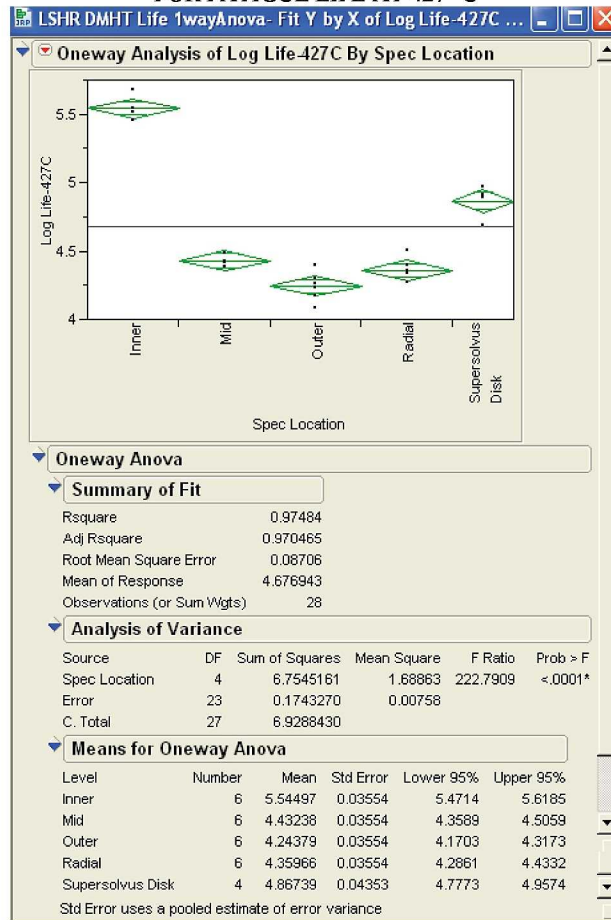 LSHR DMHT Life 1wayAnova- Fit Y by X of Log Life-427C ...
Oneway Analysis of Log Life-427C By Spec Location
Log Life-427C
5.5
5
4.5
4
Inner
Mid
Outer
Radial
Supersolvus
Disk
Spec Location
Oneway Anova
Summary of Fit
Rsquare 0.97484
Adj Rsquare 0.970465
Root Mean Square Error 0.08706
Mean of Response 4.676943
Observations (or Sum Wgts) 28
Analysis of Variance
Source DF Sum of Squares Mean Square F Ratio Prob > F
Spec Location 4 6.7545161 1.68863 222.7909 <.0001*
Error 23 0.1743270 0.00758
C. Total 27 6.9288430
Means for Oneway Anova
Level Number Mean Std Error Lower 95% Upper 95%
Inner 6 5.54497 0.03554 5.4714 5.6185
Mid 6 4.43238 0.03554 4.3589 4.5059
Outer 6 4.24379 0.03554 4.1703 4.3173
Radial 6 4.35966 0.03554 4.2861 4.4332
Supersolvus Disk 4 4.86739 0.04353 4.7773 4.9574
Std Error uses a pooled estimate of error variance